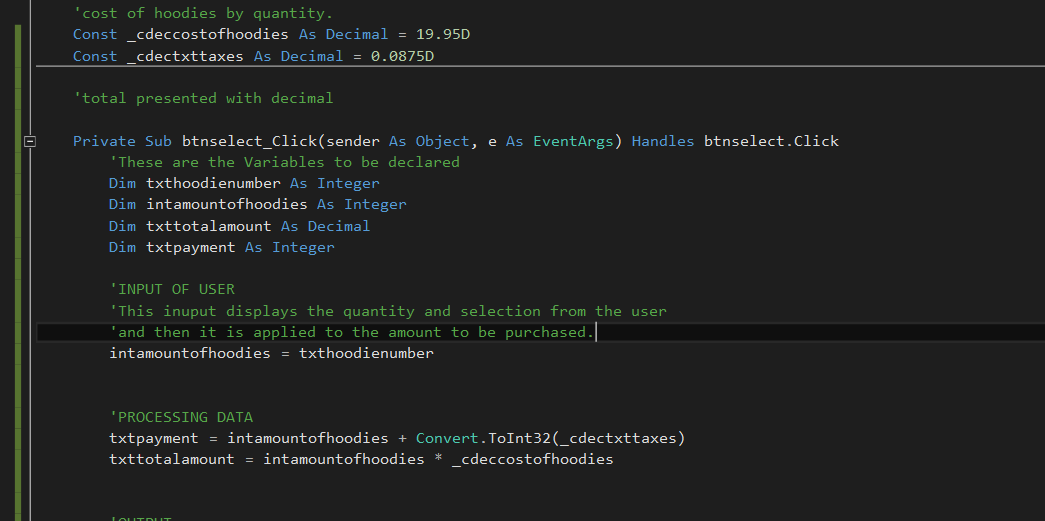 'cost of hoodies by quantity.
Const _cdeccostofhoodies As Decimal = 19.95D
Const _cdectxttaxes As Decimal = 0.0875D
'total presented with decimal
Private Sub btnselect_Click(sender As Object, e As EventArgs) Handles btnselect.Click
'These are the Variables to be declared
Dim txthoodienumber As Integer
Dim intamountofhoodies As Integer
Dim txttotalamount As Decimal
Dim txtpayment As Integer
'INPUT OF USER
'This inuput displays the quantity and selection from the user
'and then it is applied to the amount to be purchased.
intamountofhoodies = txthoodienumber
'PROCESSING DATA
txtpayment = intamountofhoodies + Convert.ToInt32(_cdectxttaxes)
txttotalamount = intamountofhoodies * _cdeccostofhoodies
'OUTPUT